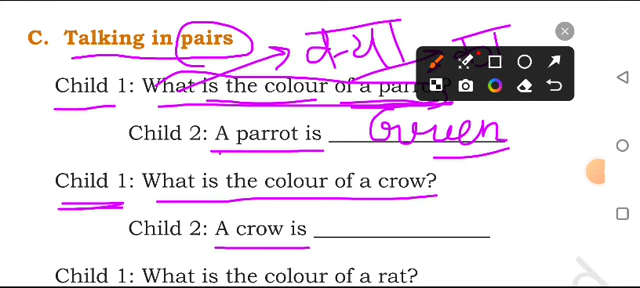 C. Talking in pairs
क्या
Child 1: What is the colour of a parrot?
Child 2: A parrot is Green
Child 1: What is the colour of a crow?
Child 2: A crow is
Child 1: What is the colour of a rat?